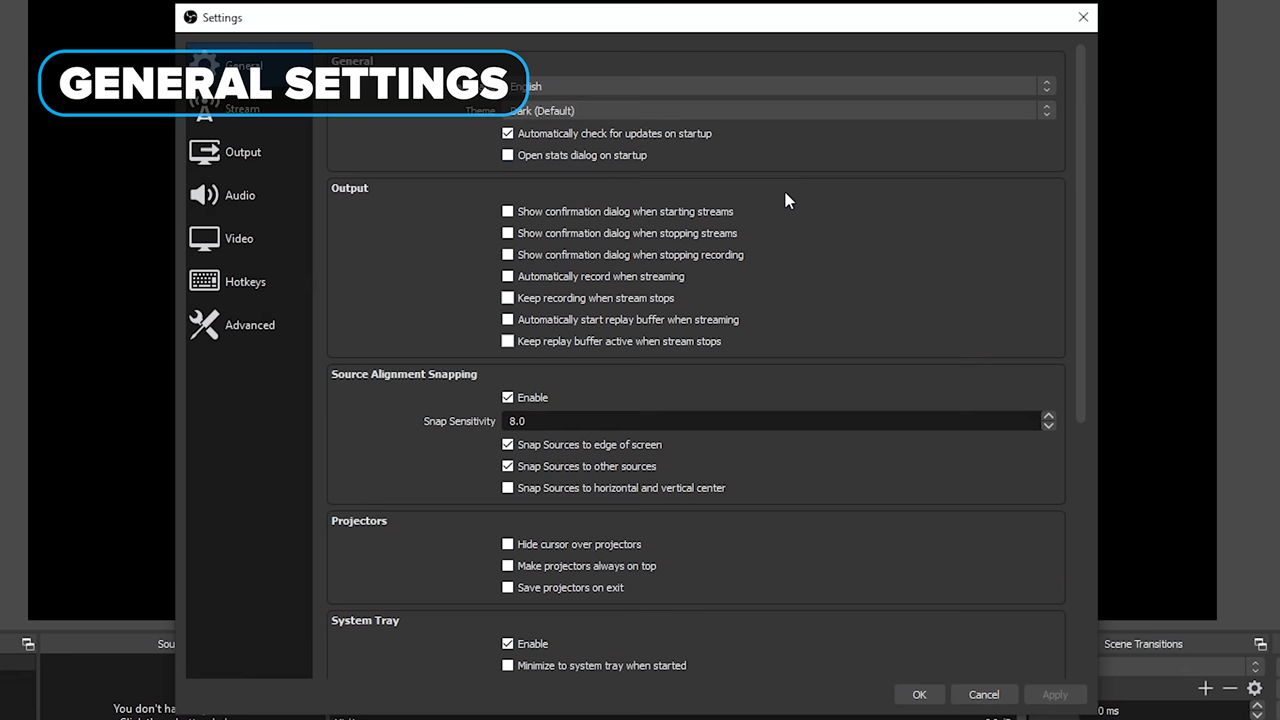 Settings
GENERAL SETTINGS
General
General
English
Stream
Theme
Dark (Default)
Automatically check for updates on startup
Open stats dialog on startup
Output
Audio
Video
Hotkeys
Advanced
Output
Show confirmation dialog when starting streams
Show confirmation dialog when stopping streams
Show confirmation dialog when stopping recording
Automatically record when streaming
Keep recording when stream stops
Automatically start replay buffer when streaming
Keep replay buffer active when stream stops
Source Alignment Snapping
Enable
Snap Sensitivity
8.0
Snap Sources to edge of screen
Snap Sources to other sources
Snap Sources to horizontal and vertical center
Projectors
Hide cursor over projectors
Make projectors always on top
Save projectors on exit
System Tray
Enable
Minimize to system tray when started
OK
Cancel
Apply
Sou
Scene Transitions
You don't ha
0 ms